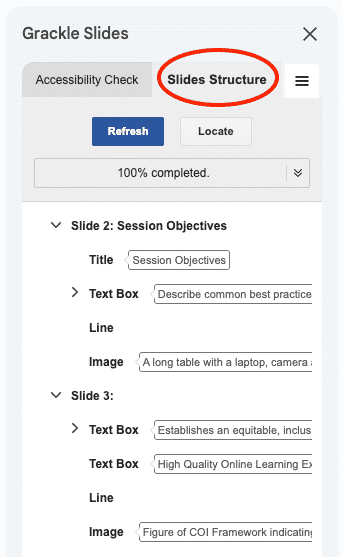 Grackle Slides
Accessibility Check Slides Structure
Refresh Locate
100% completed.
Slide 2: Session Objectives
Title Session Objectives
Text Box Describe common best practice
Line
Image A long table with a laptop, camera
Slide 3:
Text Box Establishes an equitable, inclus
Text Box High Quality Online Learning Ex
Line
Image Figure of COI Framework indicating